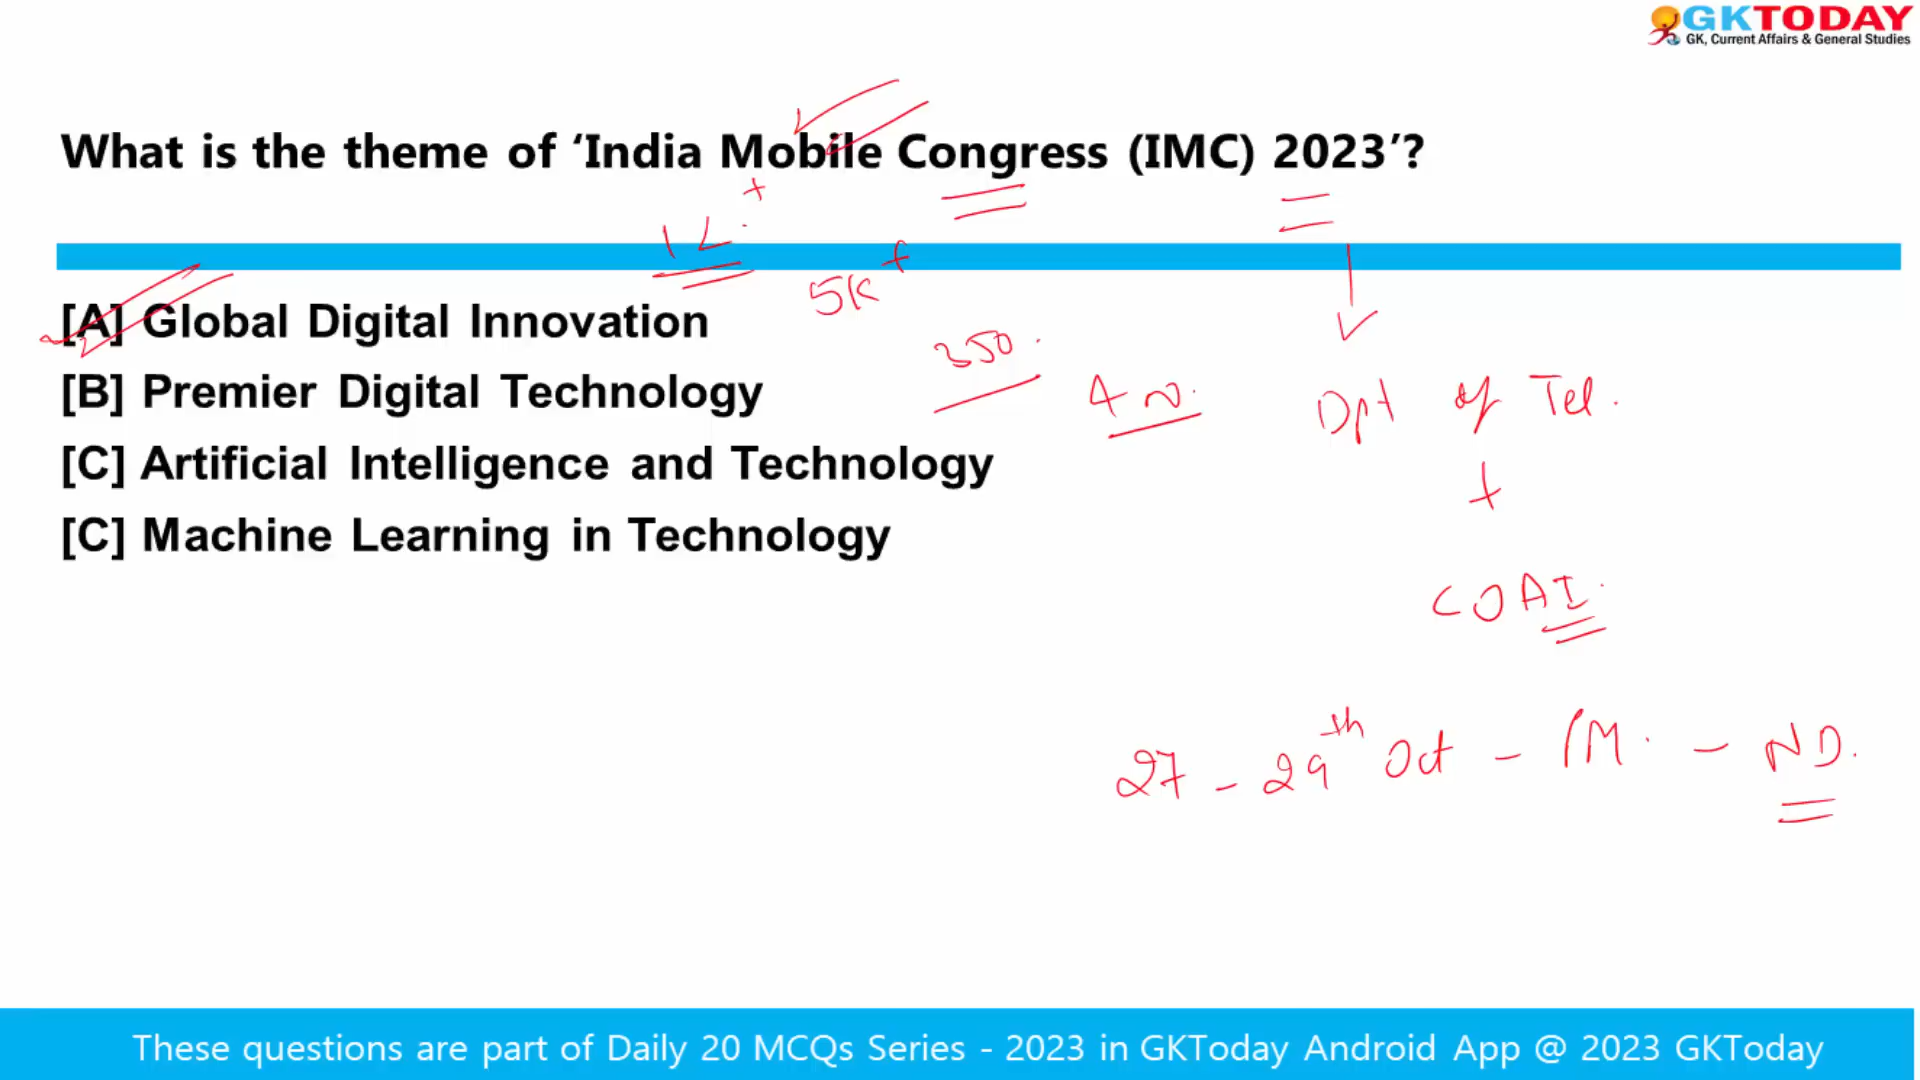 GKTODAY
GK, Current Affairs & General Studies
What is the theme of ‘India Mobile Congress (IMC) 2023’?
1L+
5K+
[A] Global Digital Innovation
350.
[B] Premier Digital Technology
4
Dpt of Tel.
[C] Artificial Intelligence and Technology
+
[C] Machine Learning in Technology
COAI.
27 - 29th Oct - IM. - ND.
These questions are part of Daily 20 MCQs Series - 2023 in GKToday Android App @ 2023 GKToday